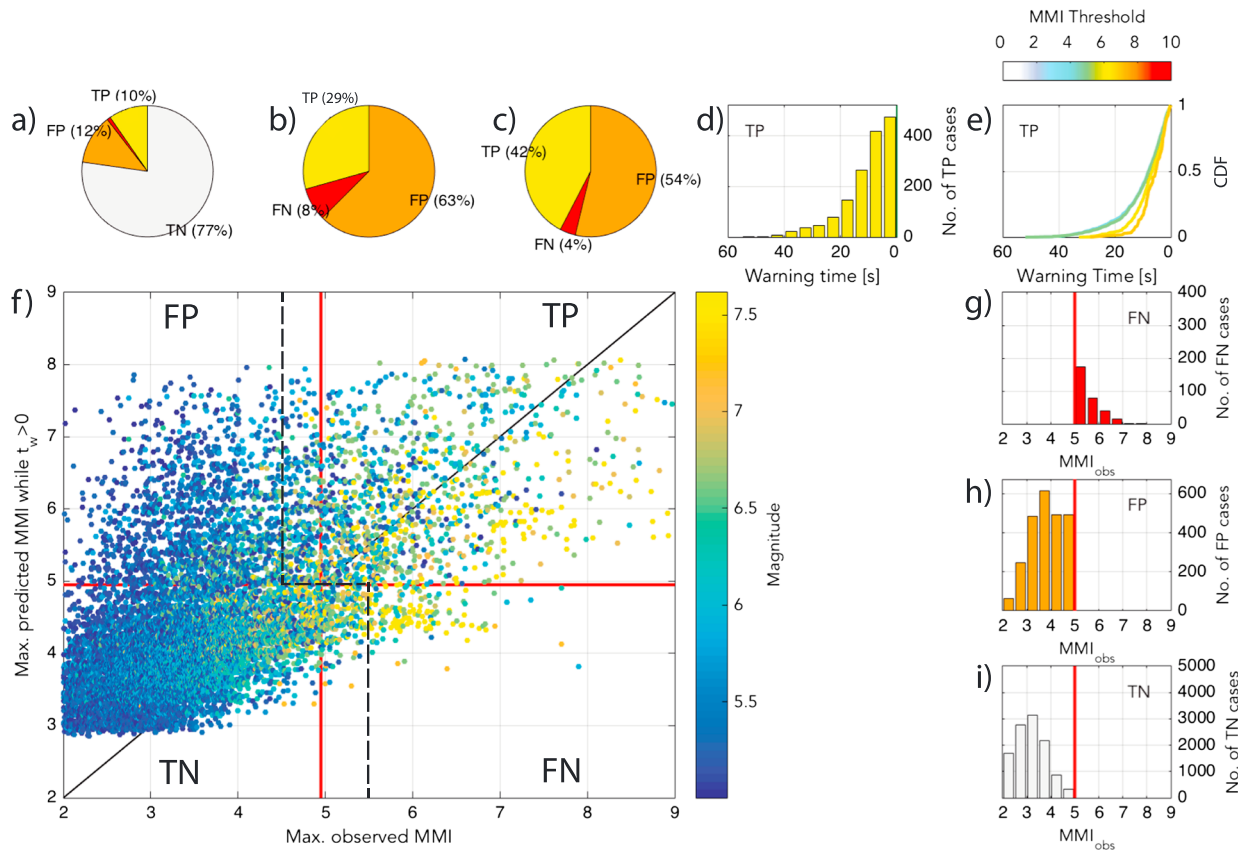 MMI Threshold
0 2 4 6 8 10
a)
TP (10%)
FP (12%)
TN (77%)
b)
TP (29%)
FN (8%)
FP (63%)
c)
TP (42%)
FP (54%)
FN (4%)
d)
TP
400
200
0
No. of TP cases
60 40 20 0
Warning time [s]
e)
TP
1
0.5
0
CDF
60 40 20 0
Warning Time [s]
f)
FP
TP
TN
FN
9
8
7
6
5
4
3
2
Max. predicted MMI while t_w >0
2 3 4 5 6 7 8 9
Max. observed MMI
7.5
7
6.5
6
5.5
Magnitude
g)
FN
400
300
200
100
0
No. of FN cases
2 3 4 5 6 7 8 9
MMI_obs
h)
FP
600
400
200
0
No. of FP cases
2 3 4 5 6 7 8 9
MMI_obs
i)
TN
5000
4000
3000
2000
1000
0
No. of TN cases
2 3 4 5 6 7 8 9
MMI_obs